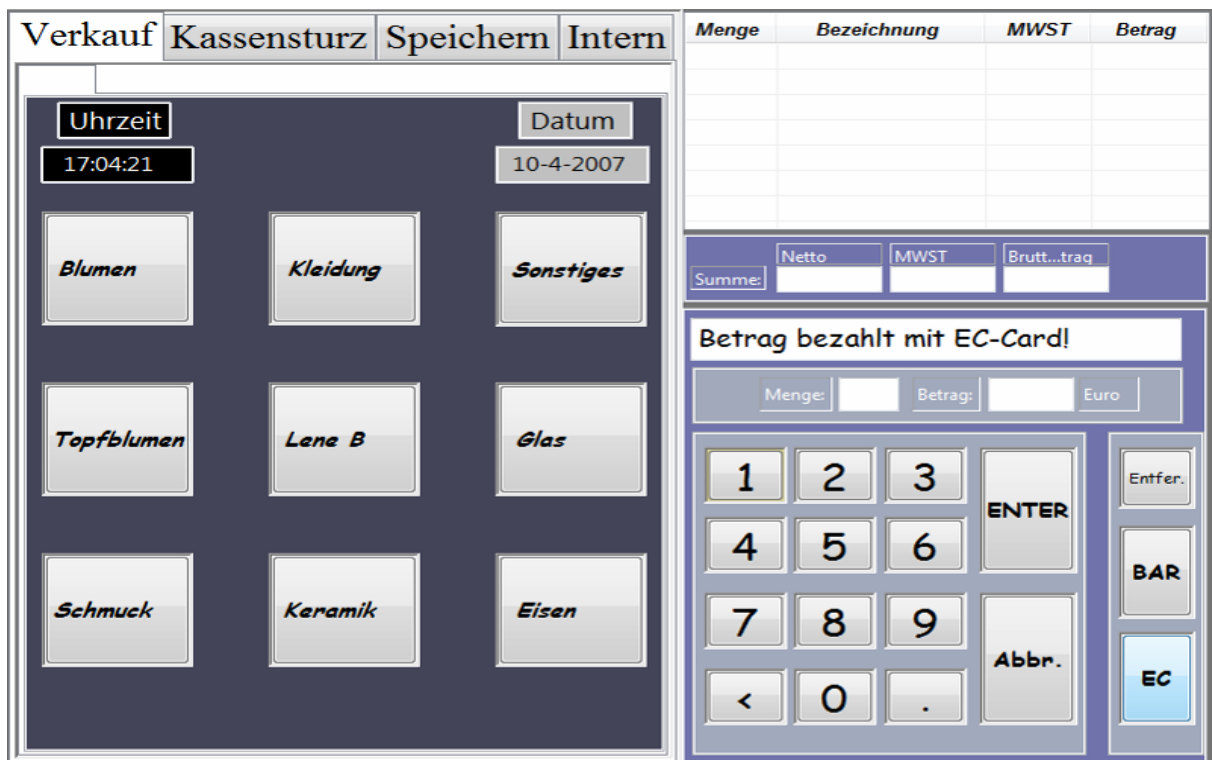 Verkauf Kassensturz Speichern Intern
Uhrzeit Datum
17:04:21 10-4-2007
Blumen Kleidung Sonstiges
Topfblumen Lene B Glas
Schmuck Keramik Eisen
Menge Bezeichnung MWST Betrag
Netto MWST Brutt...trag
Summe:
Betrag bezahlt mit EC-Card!
Menge: Betrag: Euro
1 2 3 ENTER Entfer.
4 5 6 BAR
7 8 9 Abbr. EC
< 0 .